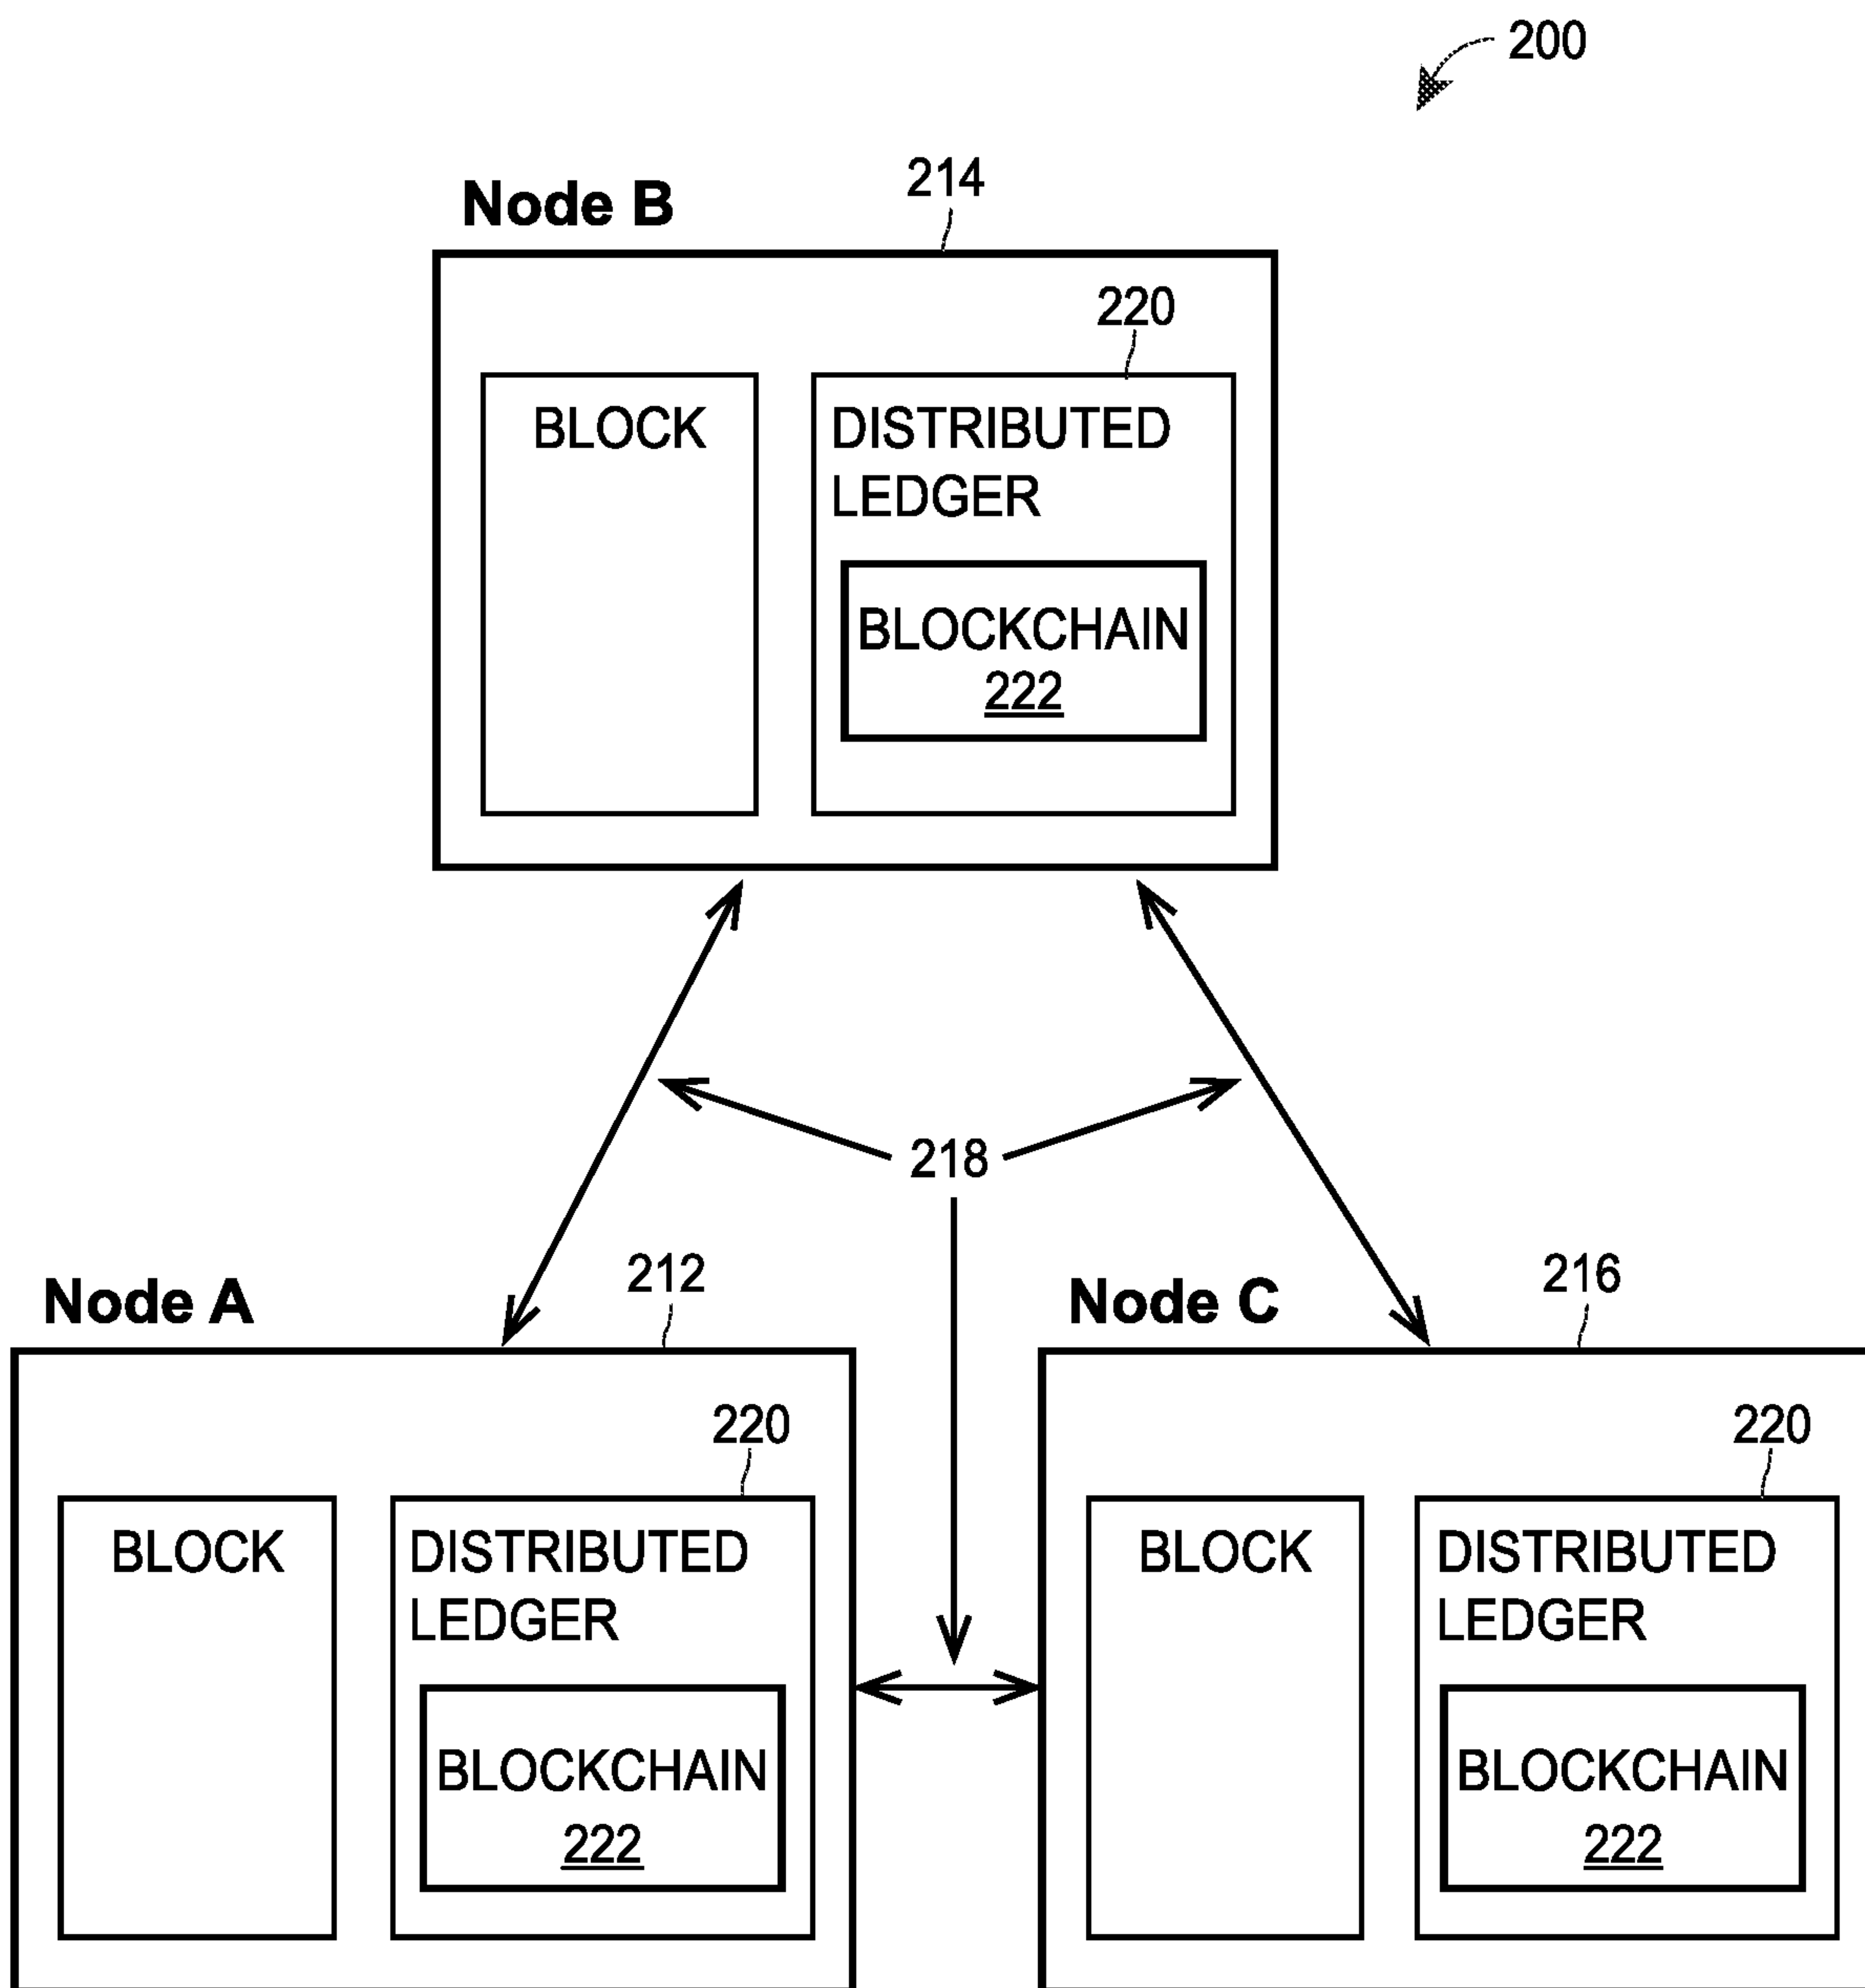 200
Node B
214
220
BLOCK
DISTRIBUTED
LEDGER
BLOCKCHAIN
222
218
Node A
212
Node C
216
220
BLOCK
DISTRIBUTED
LEDGER
BLOCKCHAIN
222
220
BLOCK
DISTRIBUTED
LEDGER
BLOCKCHAIN
222